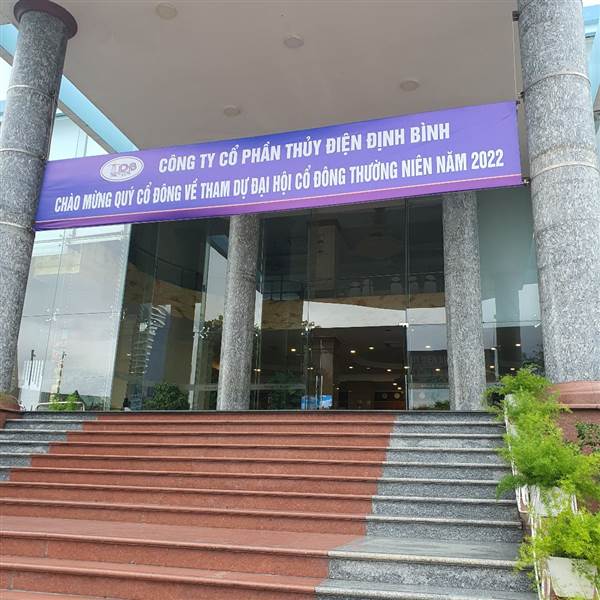 CÔNG TY CỔ PHẦN THỦY ĐIỆN ĐỊNH BÌNH
CHÀO MỪNG QUÝ CỔ ĐÔNG VỀ THAM DỰ ĐẠI HỘI CỔ ĐÔNG THƯỜNG NIÊN NĂM 2022